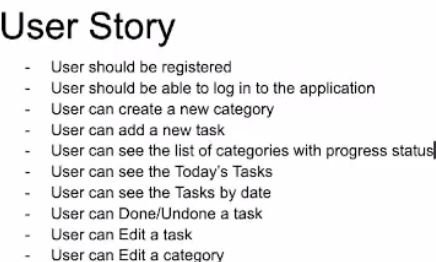 User Story
- User should be registered
- User should be able to log in to the application
- User can create a new category
- User can add a new task
- User can see the list of categories with progress status
- User can see the Today's Tasks
- User can see the Tasks by date
- User can Done/Undone a task
- User can Edit a task
- User can Edit a category